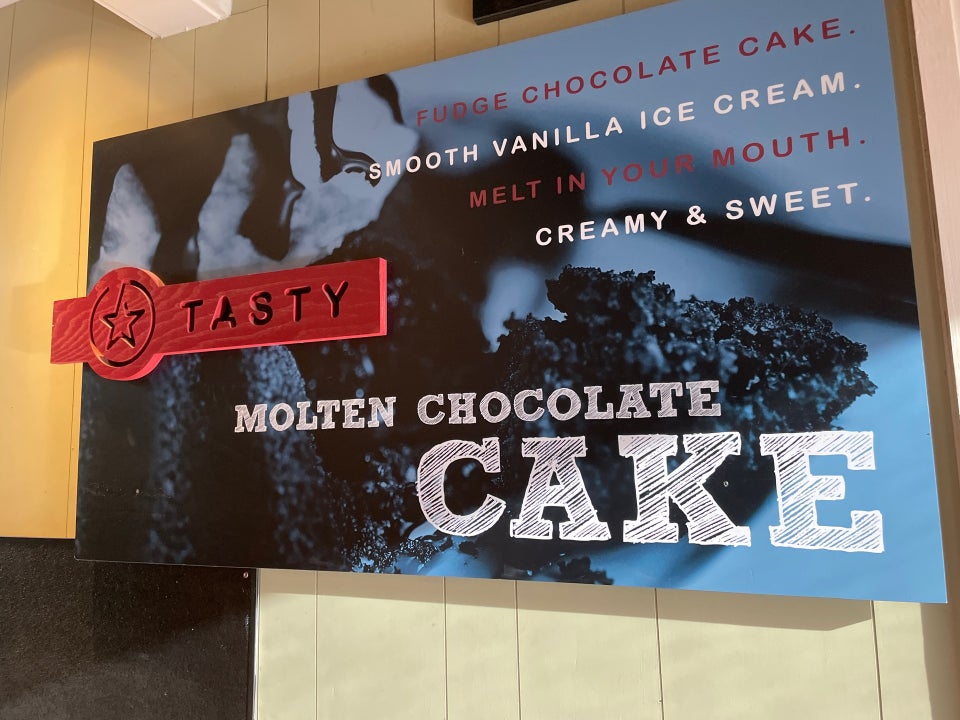 FUDGE CHOCOLATE CAKE.
SMOOTH VANILLA ICE CREAM.
MELT IN YOUR MOUTH.
CREAMY & SWEET.
TASTY
MOLTEN CHOCOLATE
CAKE